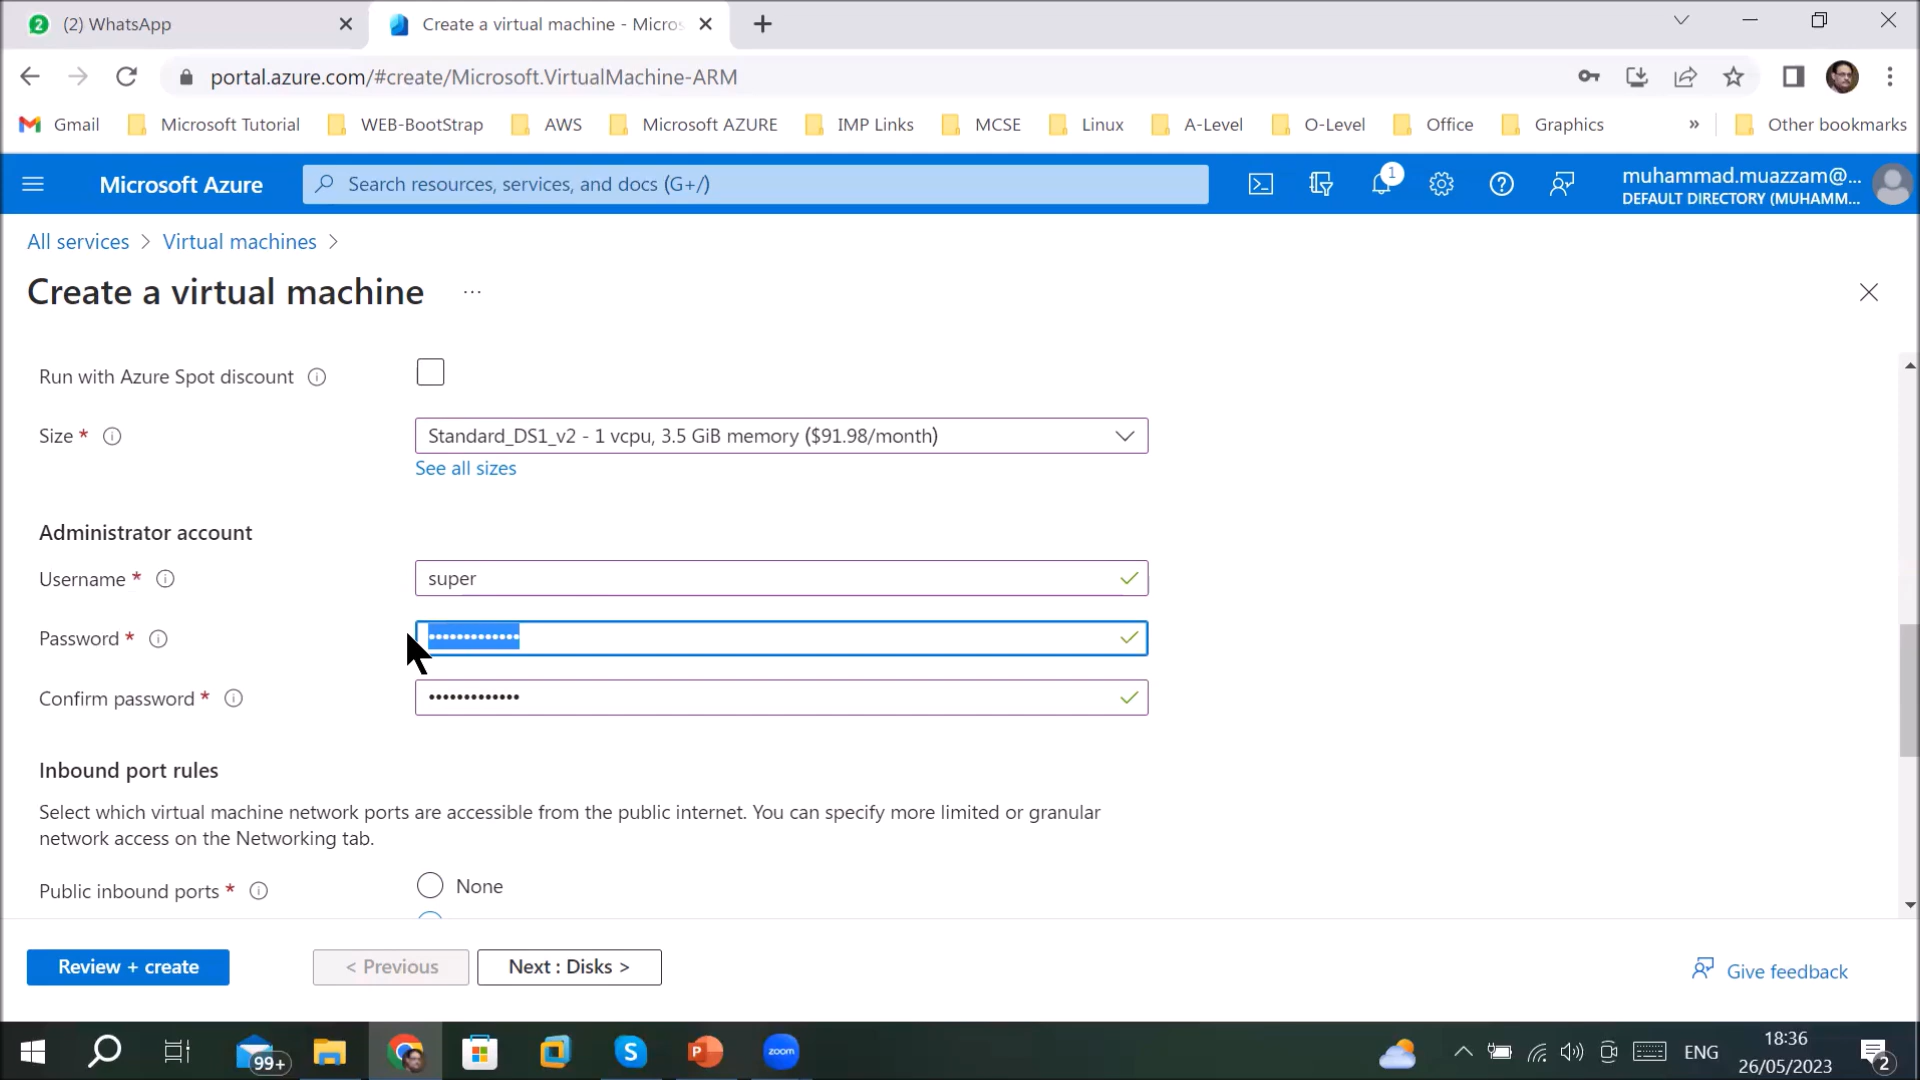 2 (2) WhatsApp
Create a virtual machine - Micros
portal.azure.com/#create/Microsoft.VirtualMachine-ARM
Gmail Microsoft Tutorial WEB-BootStrap AWS Microsoft AZURE IMP Links MCSE Linux A-Level O-Level Office Graphics » Other bookmarks
Microsoft Azure
Search resources, services, and docs (G+/)
1
muhammad.muazzam@...
DEFAULT DIRECTORY (MUHAMM...
All services > Virtual machines >
Create a virtual machine ...
Run with Azure Spot discount
Size *
Standard_DS1_v2 - 1 vcpu, 3.5 GiB memory ($91.98/month)
See all sizes
Administrator account
Username *
super
Password *
•••••••••••••
Confirm password *
•••••••••••••
Inbound port rules
Select which virtual machine network ports are accessible from the public internet. You can specify more limited or granular
network access on the Networking tab.
Public inbound ports *
None
Review + create
< Previous
Next : Disks >
Give feedback
99+
S
P
zoom
ENG
18:36
26/05/2023
2